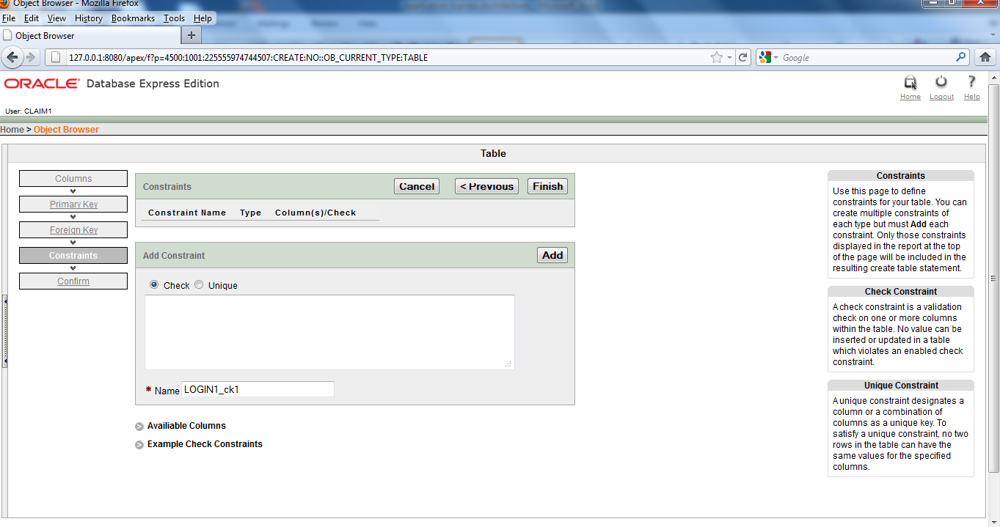 Object Browser - Mozilla Firefox
File Edit View History Bookmarks Tools Help
Object Browser
127.0.0.1:8080/apex/f?p=4500:1001:225555974744507:CREATE:NO::OB_CURRENT_TYPE:TABLE
Google
ORACLE Database Express Edition
Home Logout Help
User: CLAIM1
Home > Object Browser
Table
Columns
Primary Key
Foreign Key
Constraints
Confirm
Constraints Cancel < Previous Finish
Constraint Name Type Column(s)/Check
Add Constraint Add
Check Unique
* Name LOGIN1_ck1
Availiable Columns
Example Check Constraints
Constraints
Use this page to define
constraints for your table. You can
create multiple constraints of
each type but must Add each
constraint. Only those constraints
displayed in the report at the top
of the page will be included in the
resulting create table statement.
Check Constraint
A check constraint is a validation
check on one or more columns
within the table. No value can be
inserted or updated in a table
which violates an enabled check
constraint.
Unique Constraint
A unique constraint designates a
column or a combination of
columns as a unique key. To
satisfy a unique constraint, no two
rows in the table can have the
same values for the specified
columns.